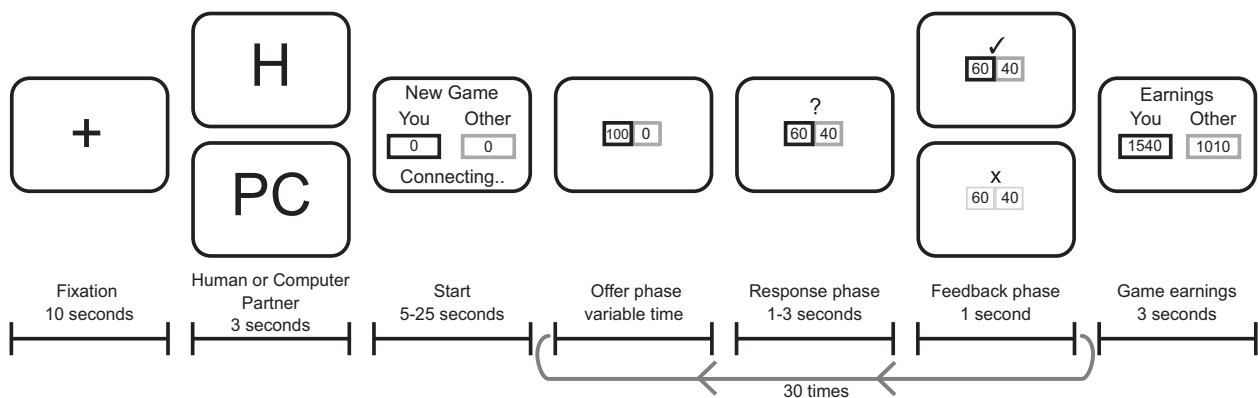 +
H
PC
New Game
You Other
0 0
Connecting..
100 0
?
60 40
✓
60 40
x
60 40
Earnings
You Other
1540 1010
Fixation
10 seconds
Human or Computer
Partner
3 seconds
Start
5-25 seconds
Offer phase
variable time
Response phase
1-3 seconds
Feedback phase
1 second
Game earnings
3 seconds
30 times